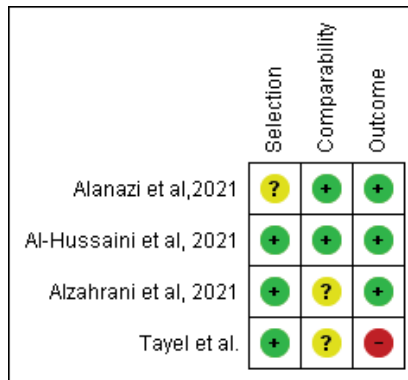 Selection
Comparability
Outcome
Alanazi et al,2021 ? + +
Al-Hussaini et al, 2021 + + +
Alzahrani et al, 2021 + ? +
Tayel et al. + ? -